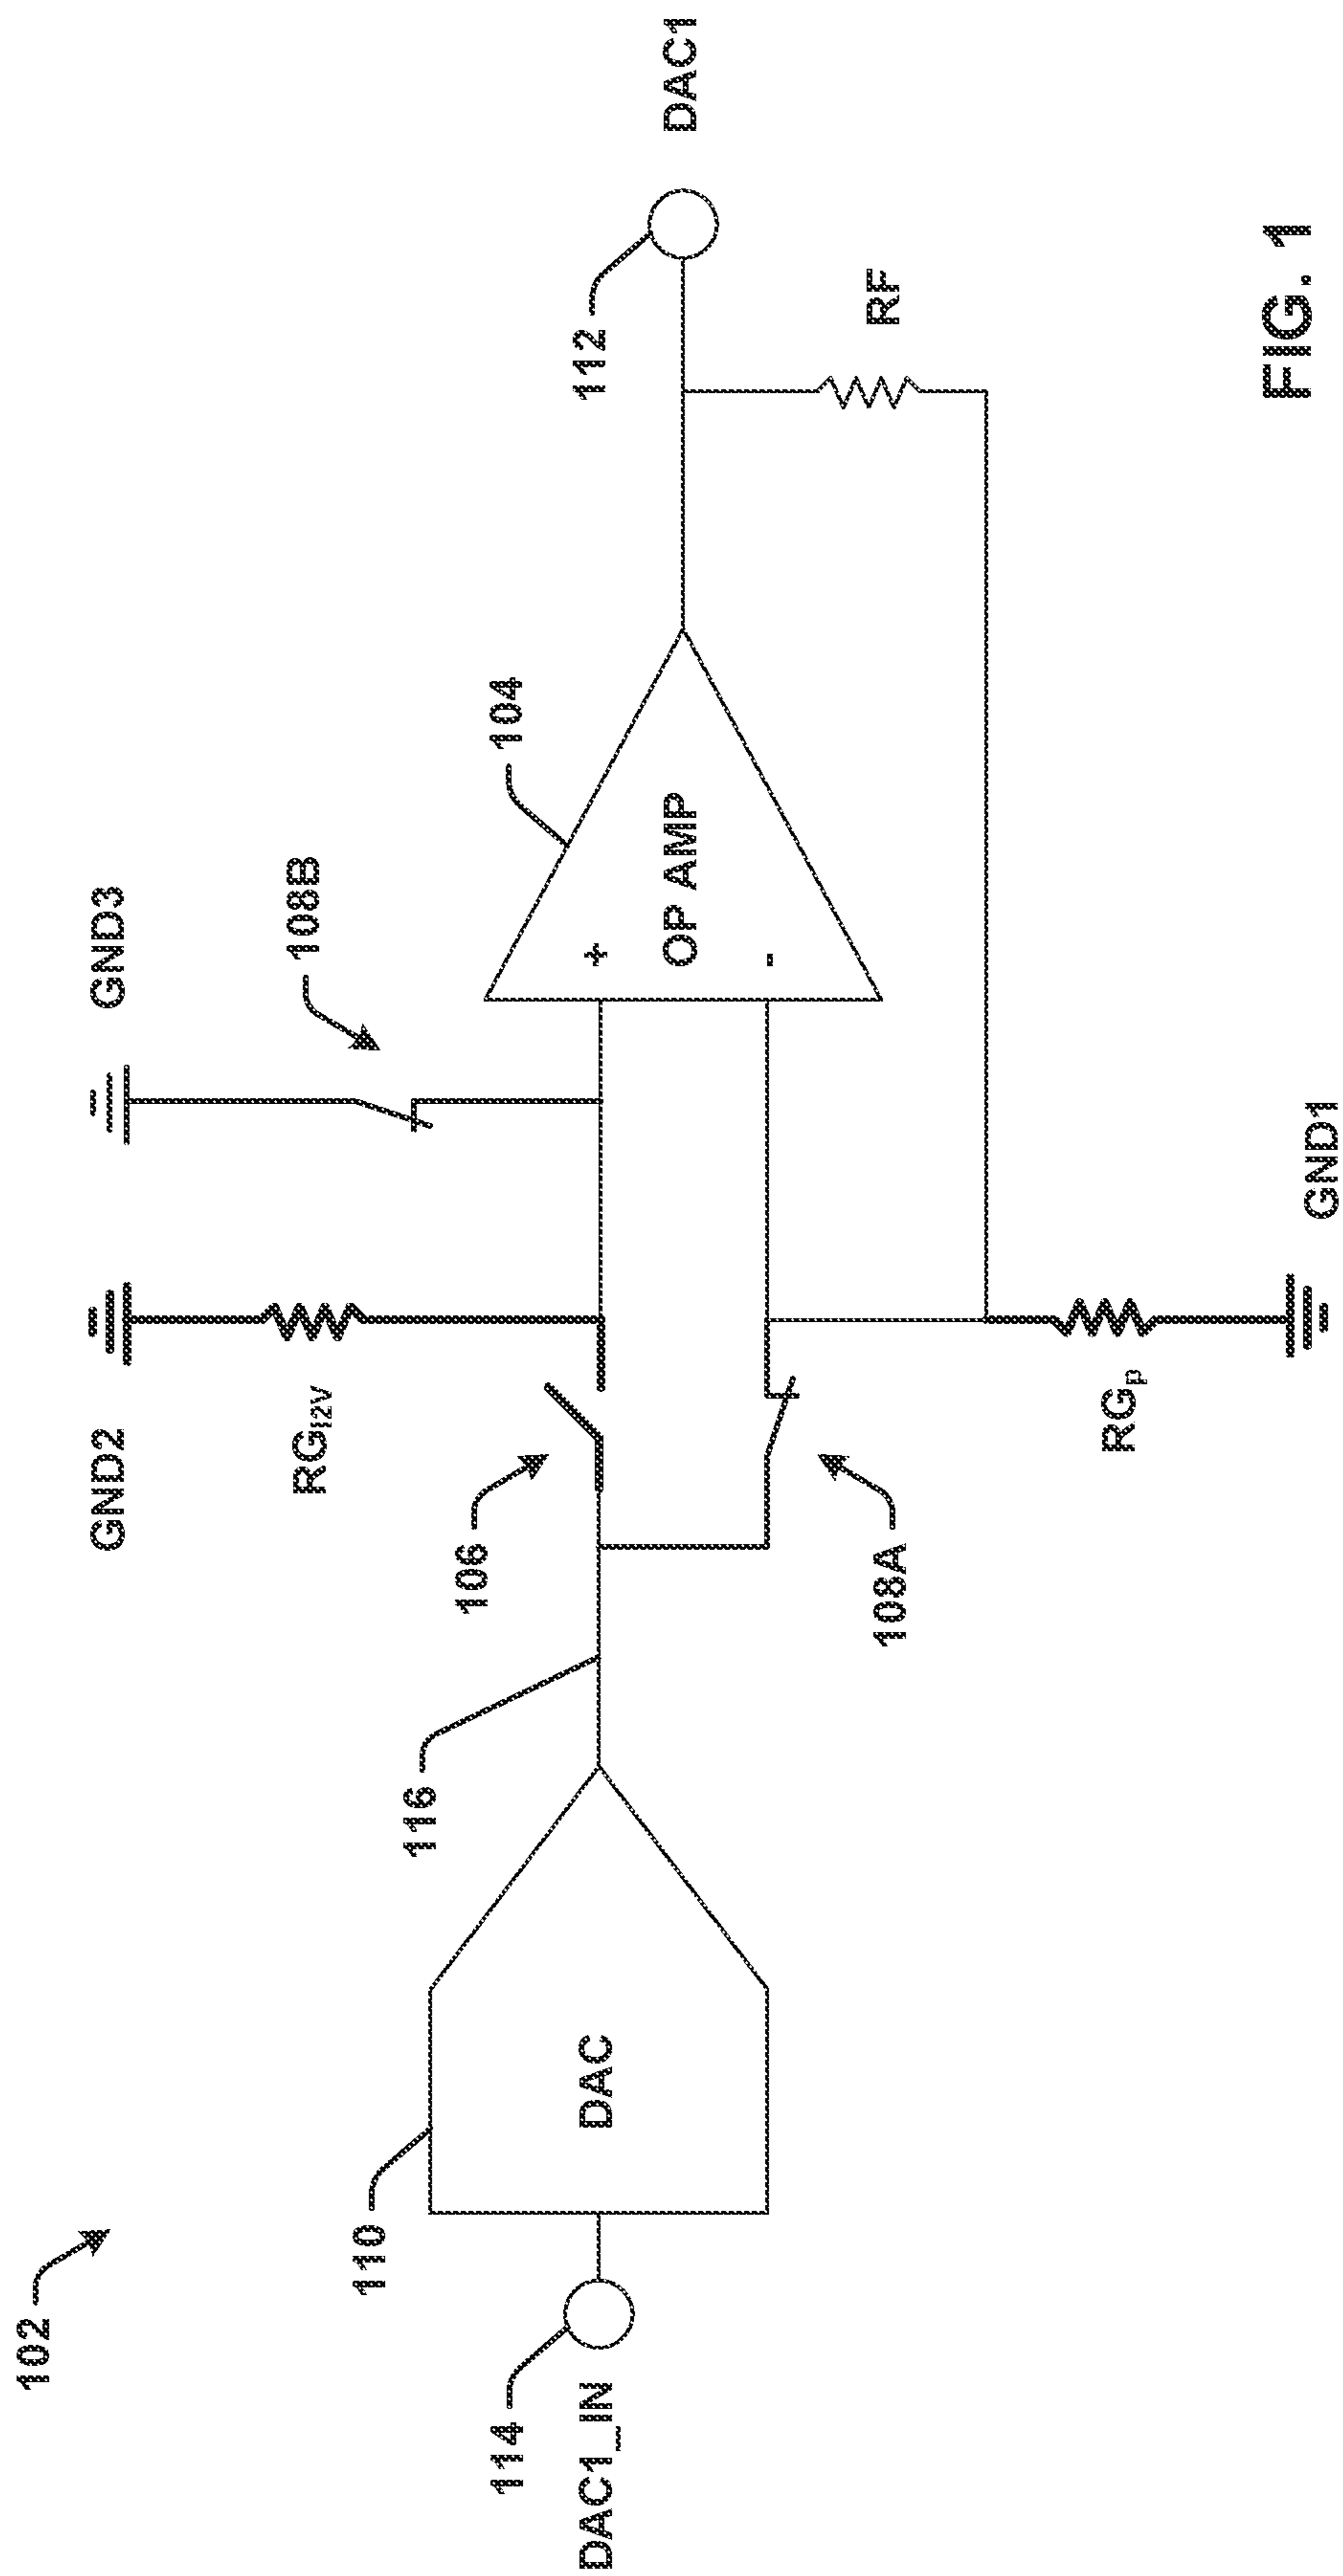 102
GND2
GND3
RG₁₂ᵥ
108B
110
116
106
104
112
114
DAC1_IN
DAC
+
OP AMP
-
DAC1
108A
RF
RGₚ
GND1
FIG. 1